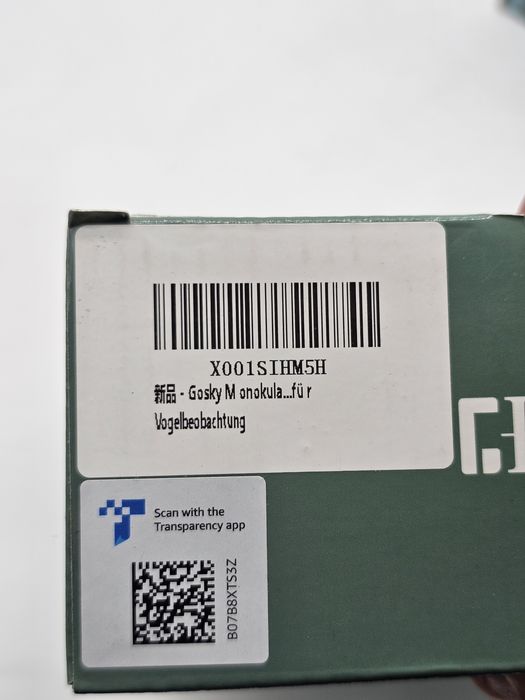 X001SIHM5H
新品 - Gosky Monokula...für
Vogelbeobachtung
Scan with the
Transparency app
B07B8XTS3Z